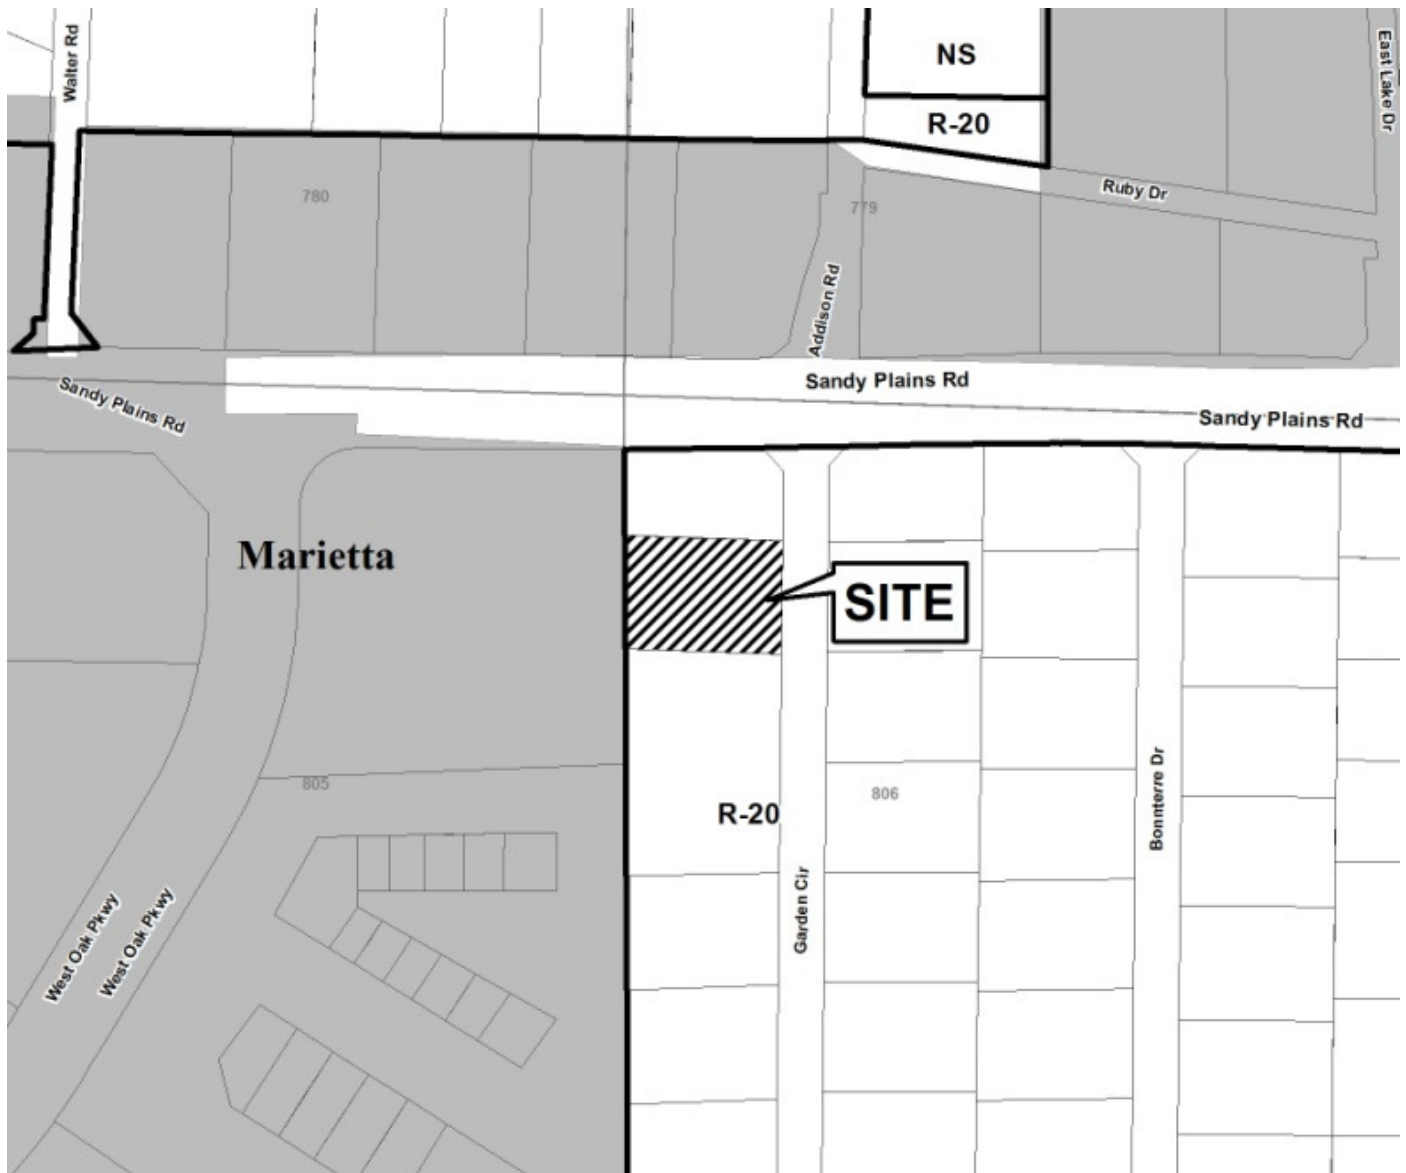 Walter Rd
NS
East Lake Dr
R-20
780
779
Ruby Dr
Addison Rd
Sandy Plains Rd
Sandy Plains Rd
Sandy Plains Rd
Marietta
SITE
805
R-20
806
Bonnterre Dr
Garden Cir
West Oak Pkwy
West Oak Pkwy